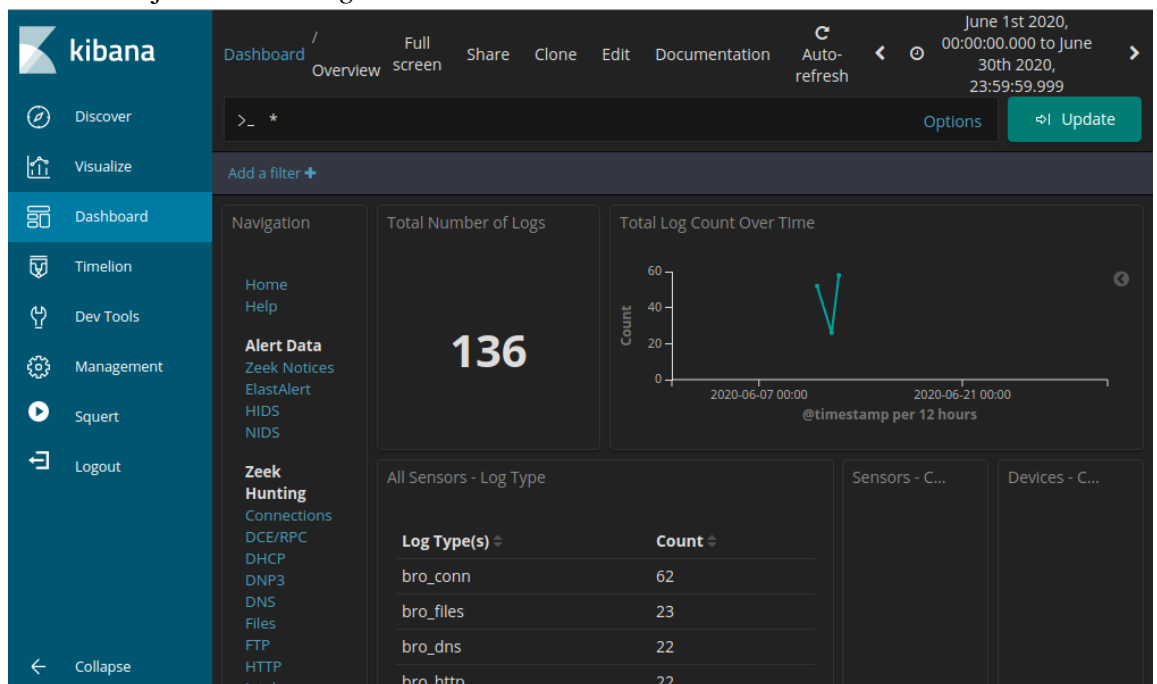 kibana
Discover
Visualize
Dashboard
Timelion
Dev Tools
Management
Squert
Logout
Collapse
Dashboard / Overview
Full screen
Share
Clone
Edit
Documentation
Auto-refresh
June 1st 2020,
00:00:00.000 to June
30th 2020,
23:59:59.999
>_ *
Options
Update
Add a filter +
Navigation
Home
Help
Alert Data
Zeek Notices
ElastAlert
HIDS
NIDS
Zeek
Hunting
Connections
DCE/RPC
DHCP
DNP3
DNS
Files
FTP
HTTP
Total Number of Logs
136
Total Log Count Over TIme
Count
60
40
20
0
2020-06-07 00:00
2020-06-21 00:00
@timestamp per 12 hours
All Sensors - Log Type
Log Type(s) Count
bro_conn 62
bro_files 23
bro_dns 22
bro_http 22
Sensors - C...
Devices - C...